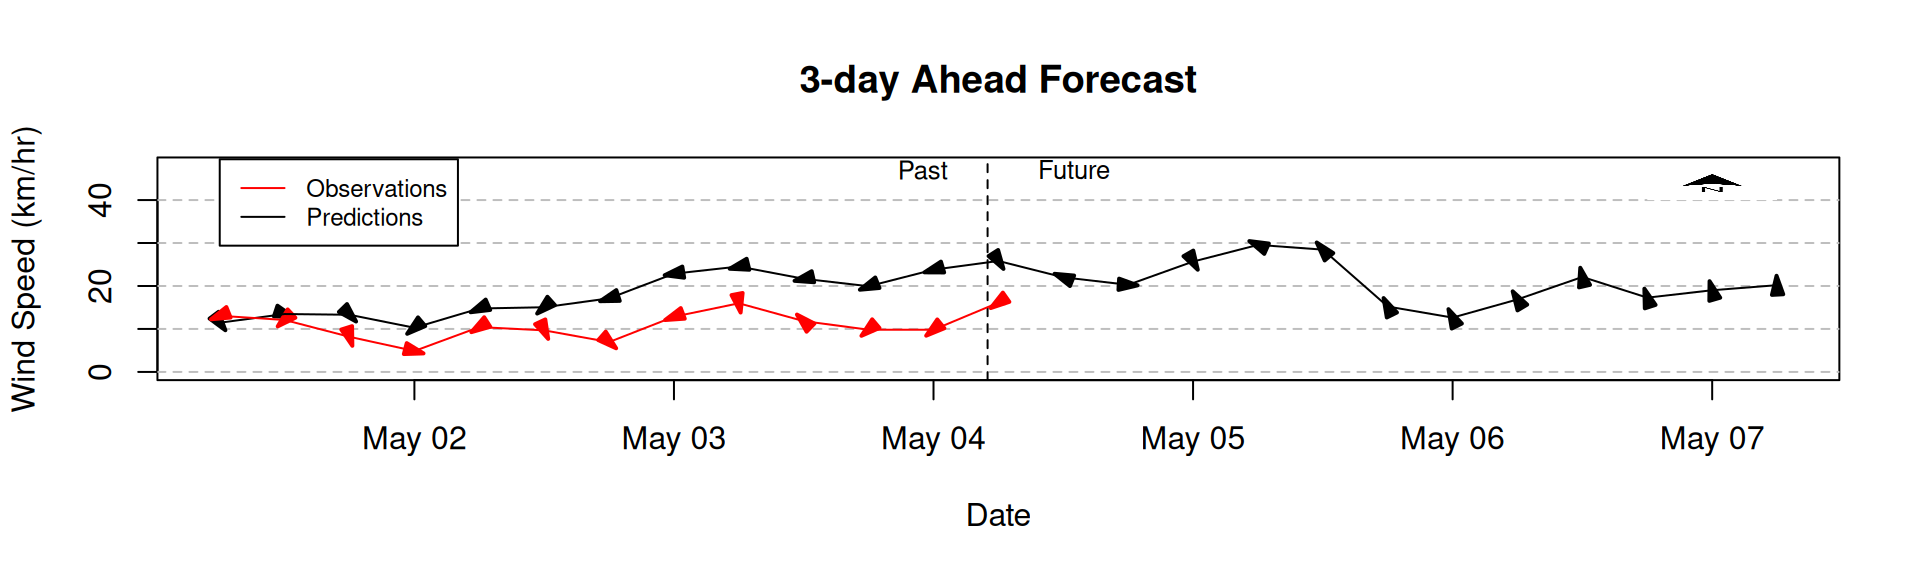 3-day Ahead Forecast
Wind Speed (km/hr)
40
20
0
Observations
Predictions
Past
Future
N
May 02
May 03
May 04
May 05
May 06
May 07
Date